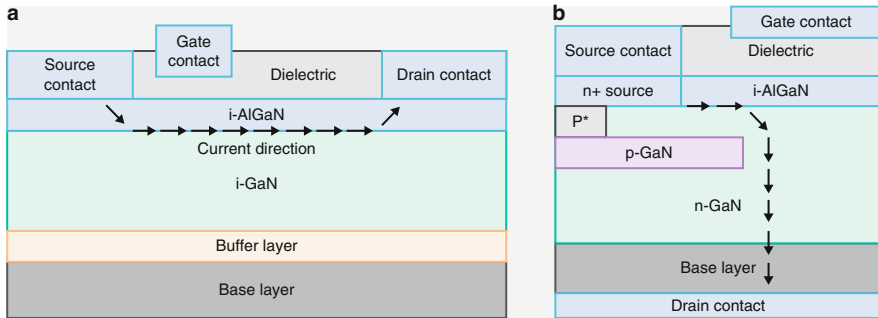 a
Source
contact
Gate
contact
Dielectric
Drain contact
i-AlGaN
Current direction
i-GaN
Buffer layer
Base layer
b
Gate contact
Source contact
Dielectric
n+ source
i-AlGaN
P*
p-GaN
n-GaN
Base layer
Drain contact